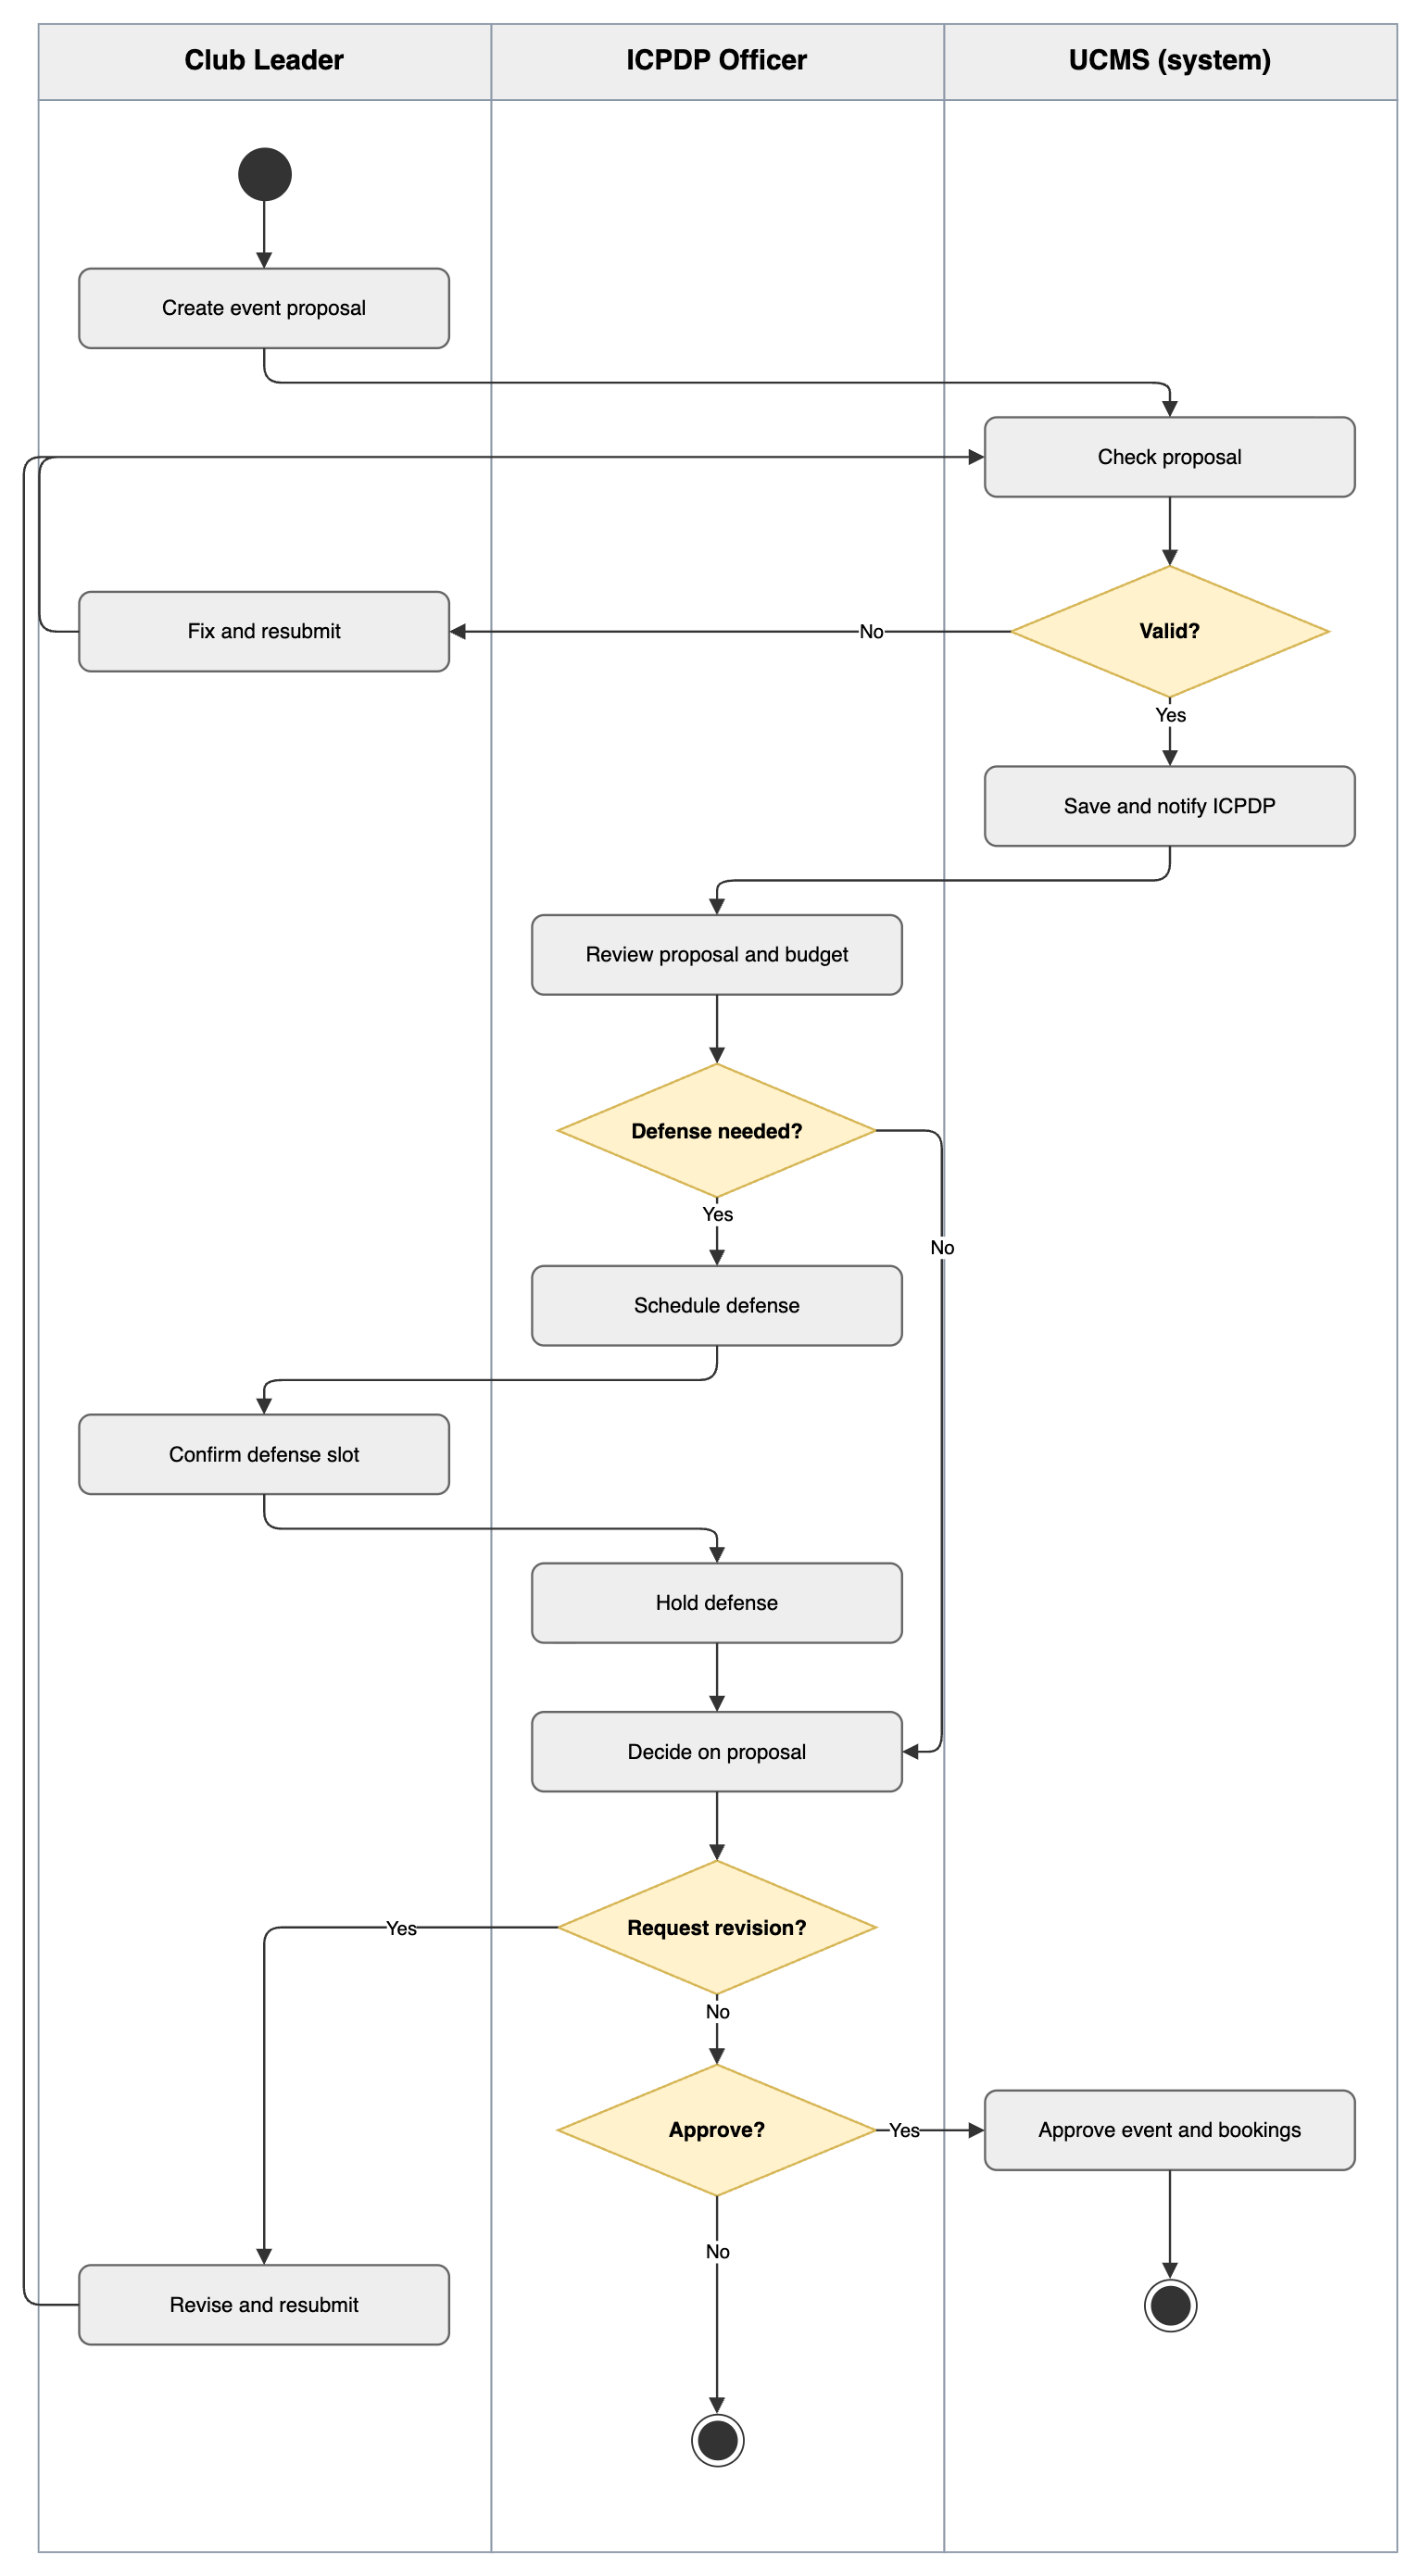 Club Leader
ICPDP Officer
UCMS (system)
Create event proposal
Check proposal
Fix and resubmit
No
Valid?
Yes
Save and notify ICPDP
Review proposal and budget
Defense needed?
Yes
No
Schedule defense
Confirm defense slot
Hold defense
Decide on proposal
Yes
Request revision?
No
Approve?
Yes
Approve event and bookings
No
Revise and resubmit